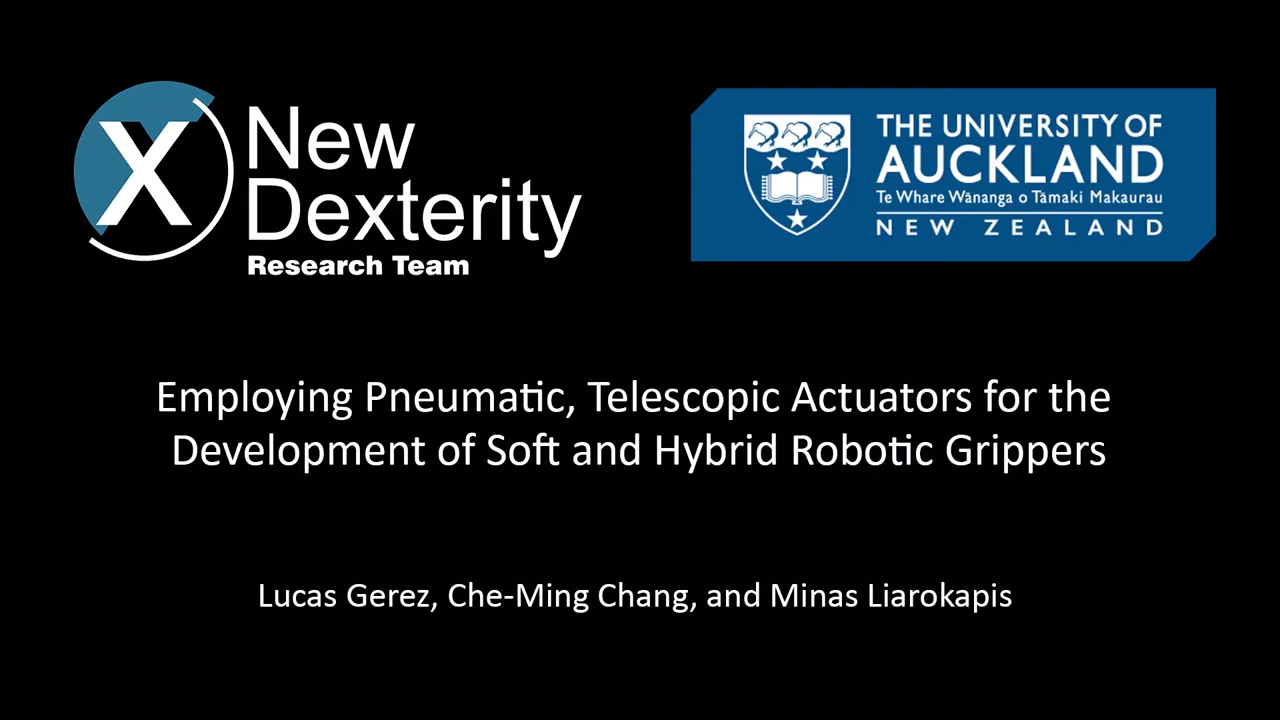 X
New
Dexterity
Research Team
THE UNIVERSITY OF
AUCKLAND
Te Whare Wānanga o Tāmaki Makaurau
NEW ZEALAND
Employing Pneumatic, Telescopic Actuators for the
Development of Soft and Hybrid Robotic Grippers
Lucas Gerez, Che-Ming Chang, and Minas Liarokapis